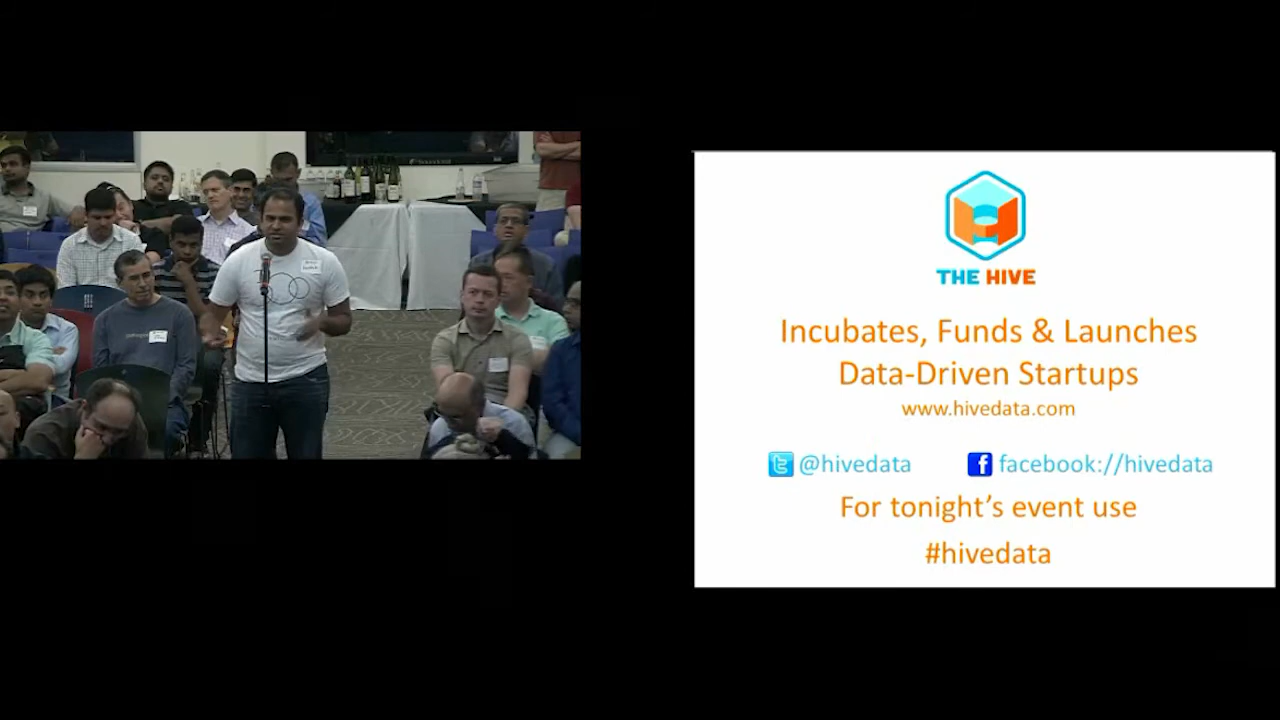 THE HIVE
Incubates, Funds & Launches
Data-Driven Startups
www.hivedata.com
@hivedata
facebook://hivedata
For tonight's event use
#hivedata